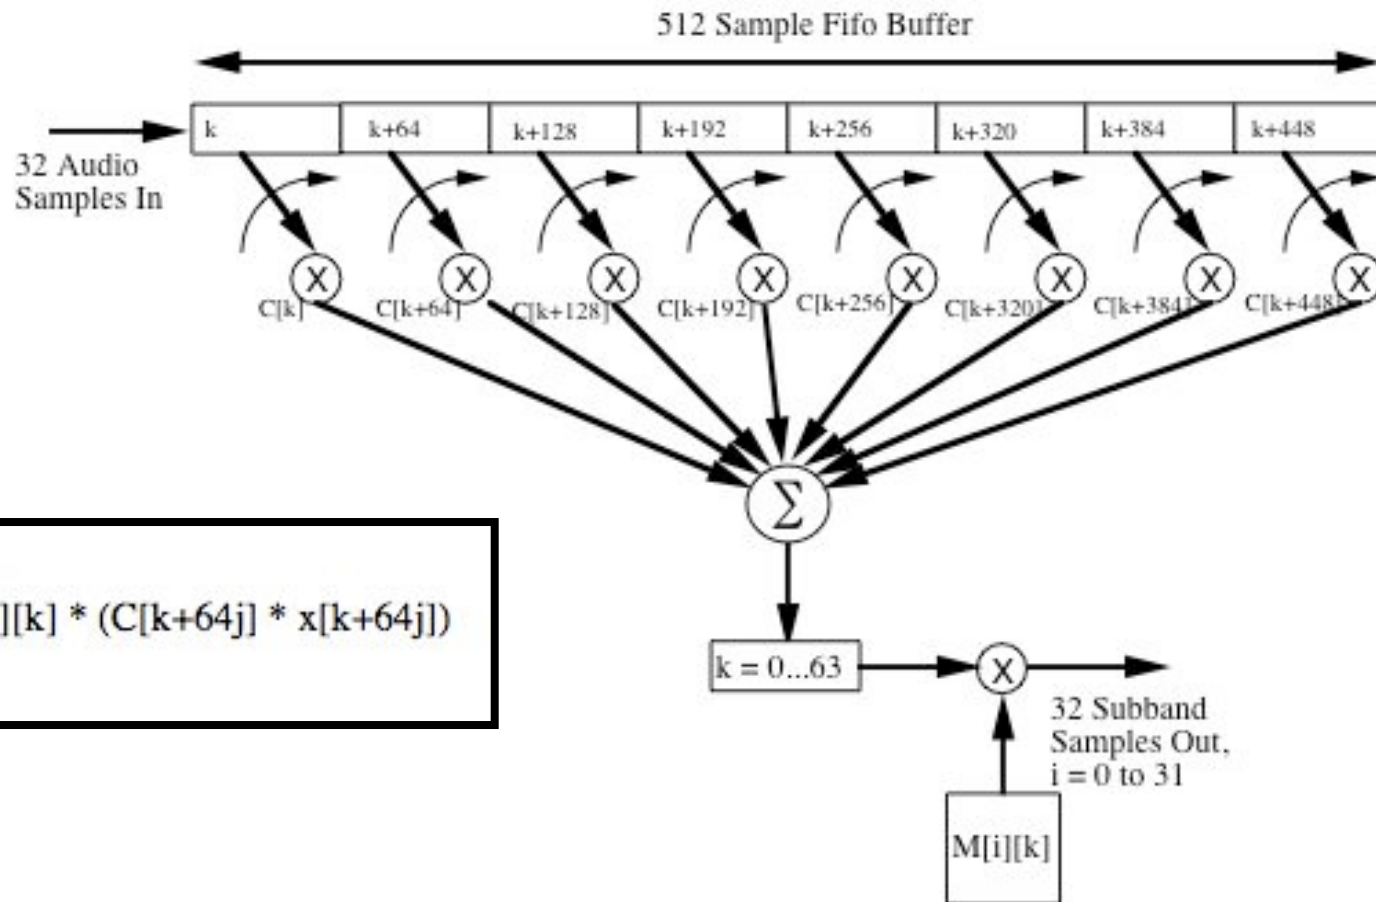 512 Sample Fifo Buffer
k k+64 k+128 k+192 k+256 k+320 k+384 k+448
32 Audio
Samples In
X X X X X X X X
C[k] C[k+64] C[k+128] C[k+192] C[k+256] C[k+320] C[k+384] C[k+448]
Σ
][k] * (C[k+64j] * x[k+64j])
k = 0...63
X
32 Subband
Samples Out,
i = 0 to 31
M[i][k]